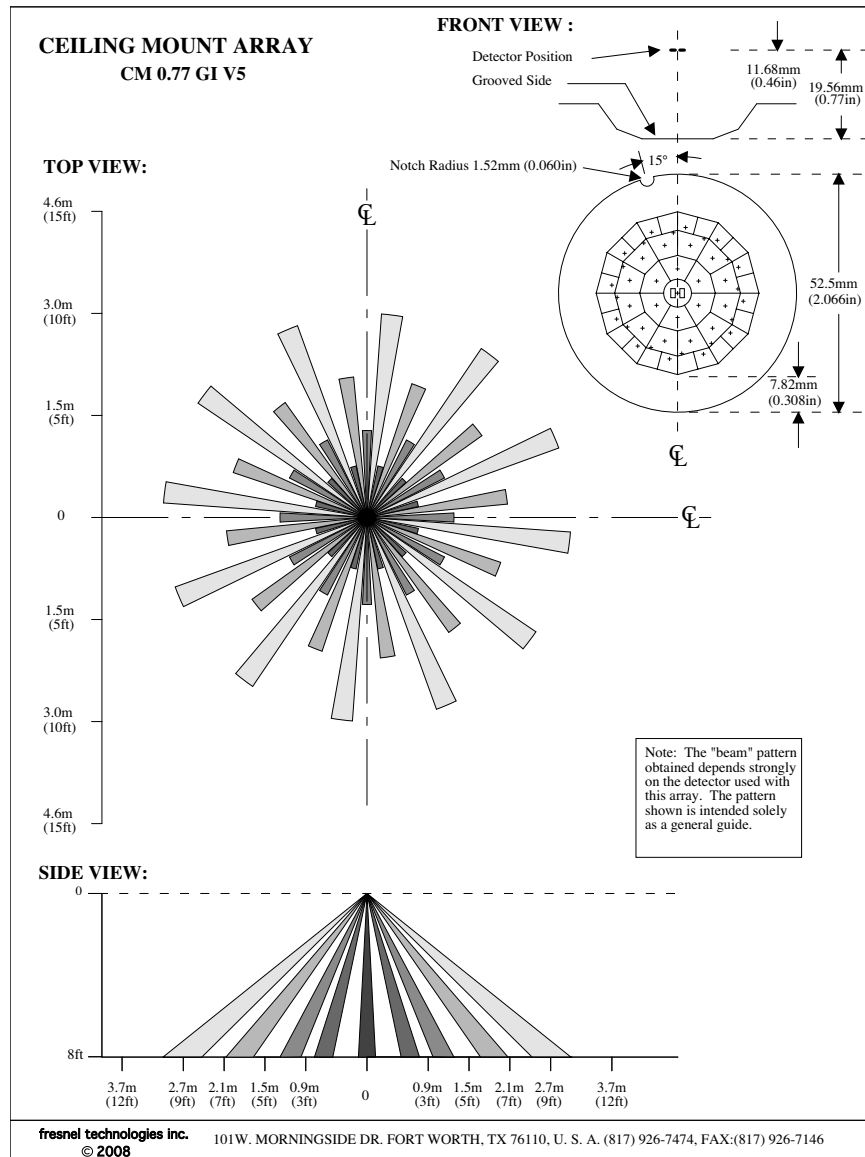 CEILING MOUNT ARRAY
CM 0.77 GI V5
FRONT VIEW :
Detector Position
Grooved Side
11.68mm
(0.46in)
19.56mm
(0.77in)
Notch Radius 1.52mm (0.060in)
15°
52.5mm
(2.066in)
7.82mm
(0.308in)
℄
TOP VIEW:
℄
4.6m
(15ft)
3.0m
(10ft)
1.5m
(5ft)
0
℄
1.5m
(5ft)
3.0m
(10ft)
4.6m
(15ft)
Note: The "beam" pattern
obtained depends strongly
on the detector used with
this array. The pattern
shown is intended solely
as a general guide.
SIDE VIEW:
0
8ft
3.7m
(12ft)
2.7m
(9ft)
2.1m
(7ft)
1.5m
(5ft)
0.9m
(3ft)
0
0.9m
(3ft)
1.5m
(5ft)
2.1m
(7ft)
2.7m
(9ft)
3.7m
(12ft)
fresnel technologies inc.
© 2008
101W. MORNINGSIDE DR. FORT WORTH, TX 76110, U. S. A. (817) 926-7474, FAX:(817) 926-7146